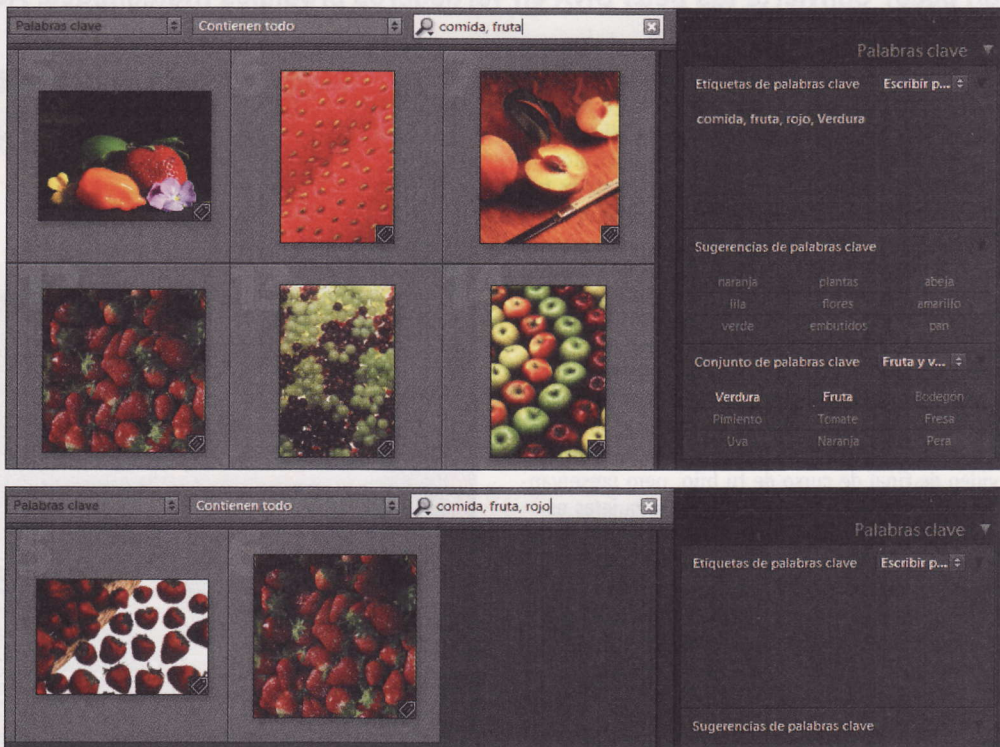 Palabras clave Contienen todo comida, fruta
Palabras clave
Etiquetas de palabras clave Escribir p...
comida, fruta, rojo, Verdura
Sugerencias de palabras clave
naranja plantas abeja
lila flores amarillo
verde embutidos pan
Conjunto de palabras clave Fruta y v...
Verdura Fruta Bodegón
Pimiento Tomate Fresa
Uva Naranja Pera
Palabras clave Contienen todo comida, fruta, rojo
Palabras clave
Etiquetas de palabras clave Escribir p...
Sugerencias de palabras clave